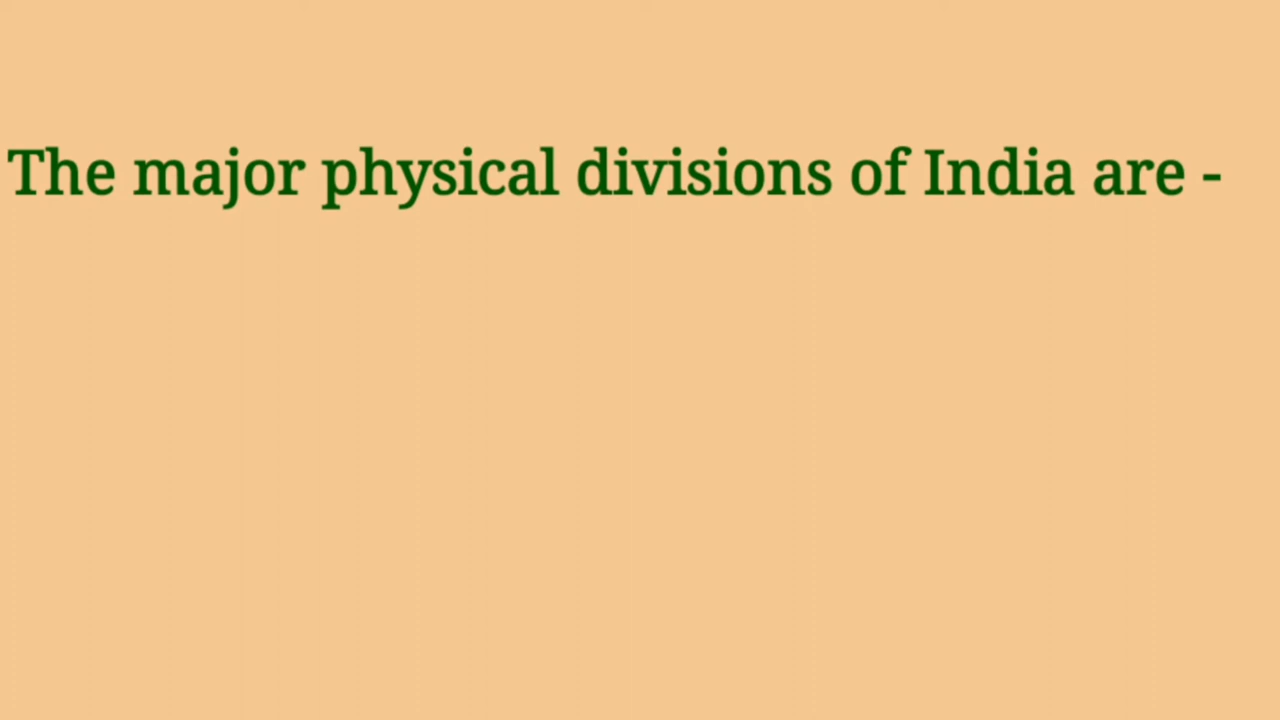 The major physical divisions of India are -